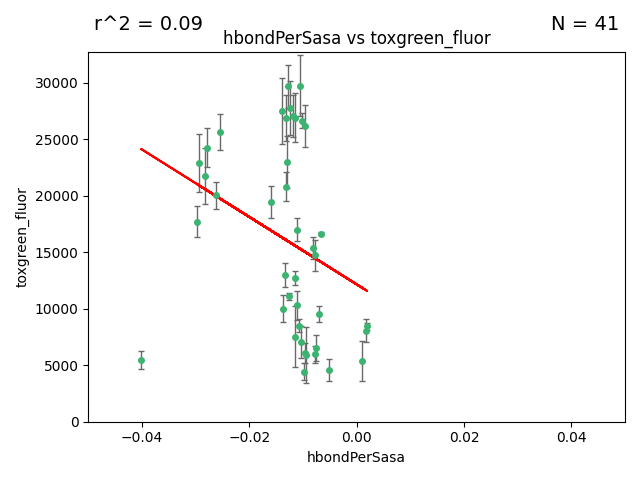 r^2 = 0.09
N = 41
hbondPerSasa vs toxgreen_fluor
30000
25000
20000
15000
10000
5000
0
toxgreen_fluor
−0.04
−0.02
0.00
0.02
0.04
hbondPerSasa